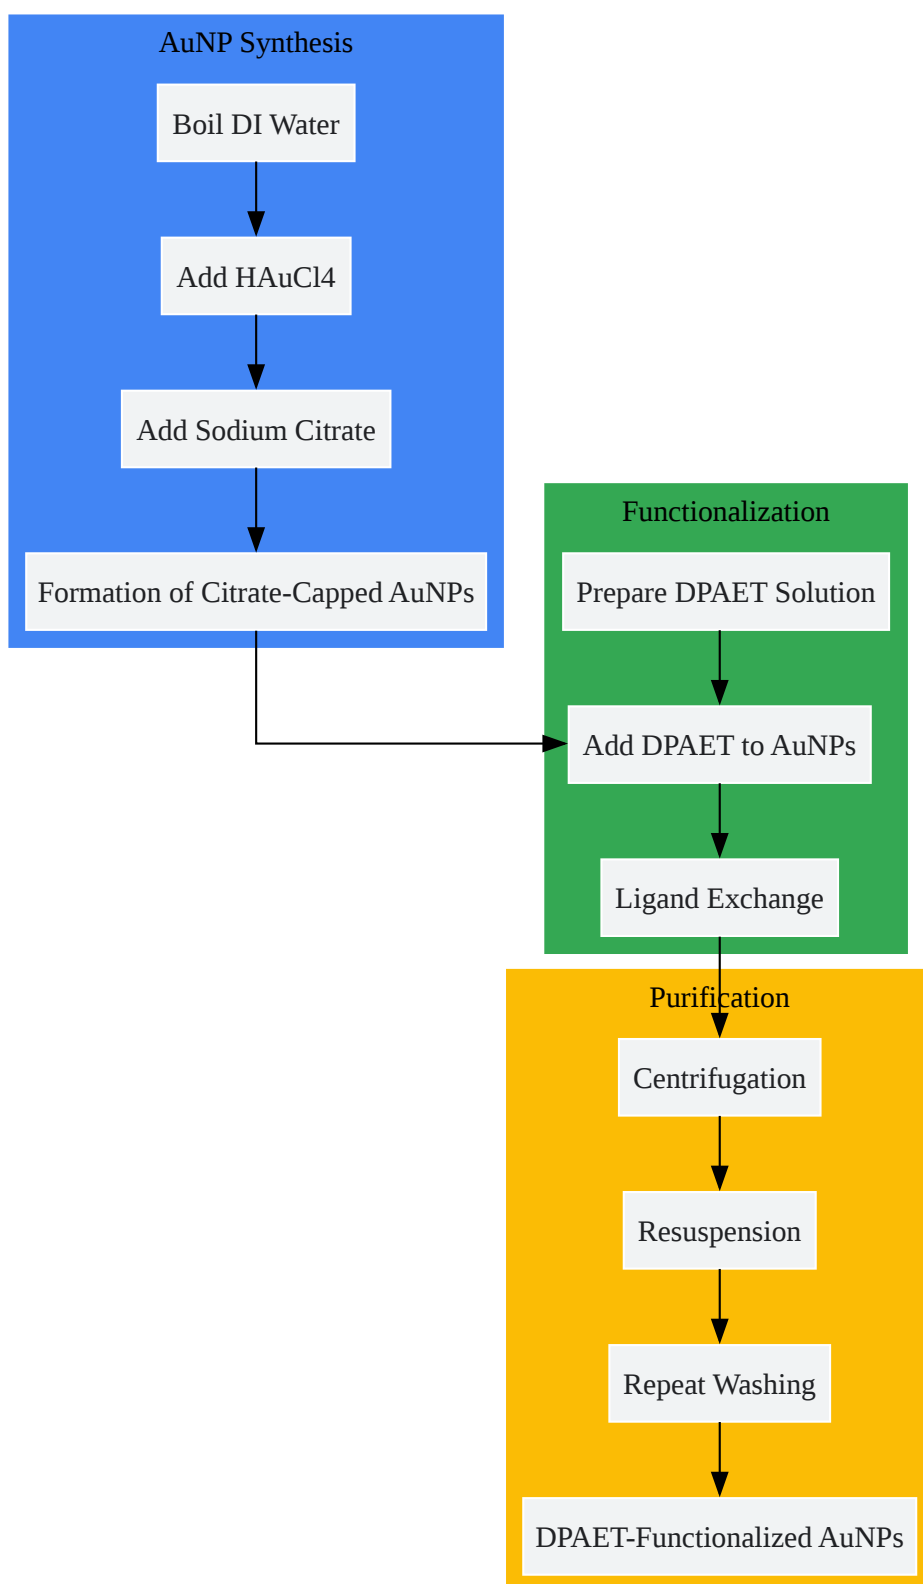 AuNP Synthesis
Boil DI Water
Add HAuCl4
Add Sodium Citrate
Formation of Citrate-Capped AuNPs
Functionalization
Prepare DPAET Solution
Add DPAET to AuNPs
Ligand Exchange
Purification
Centrifugation
Resuspension
Repeat Washing
DPAET-Functionalized AuNPs